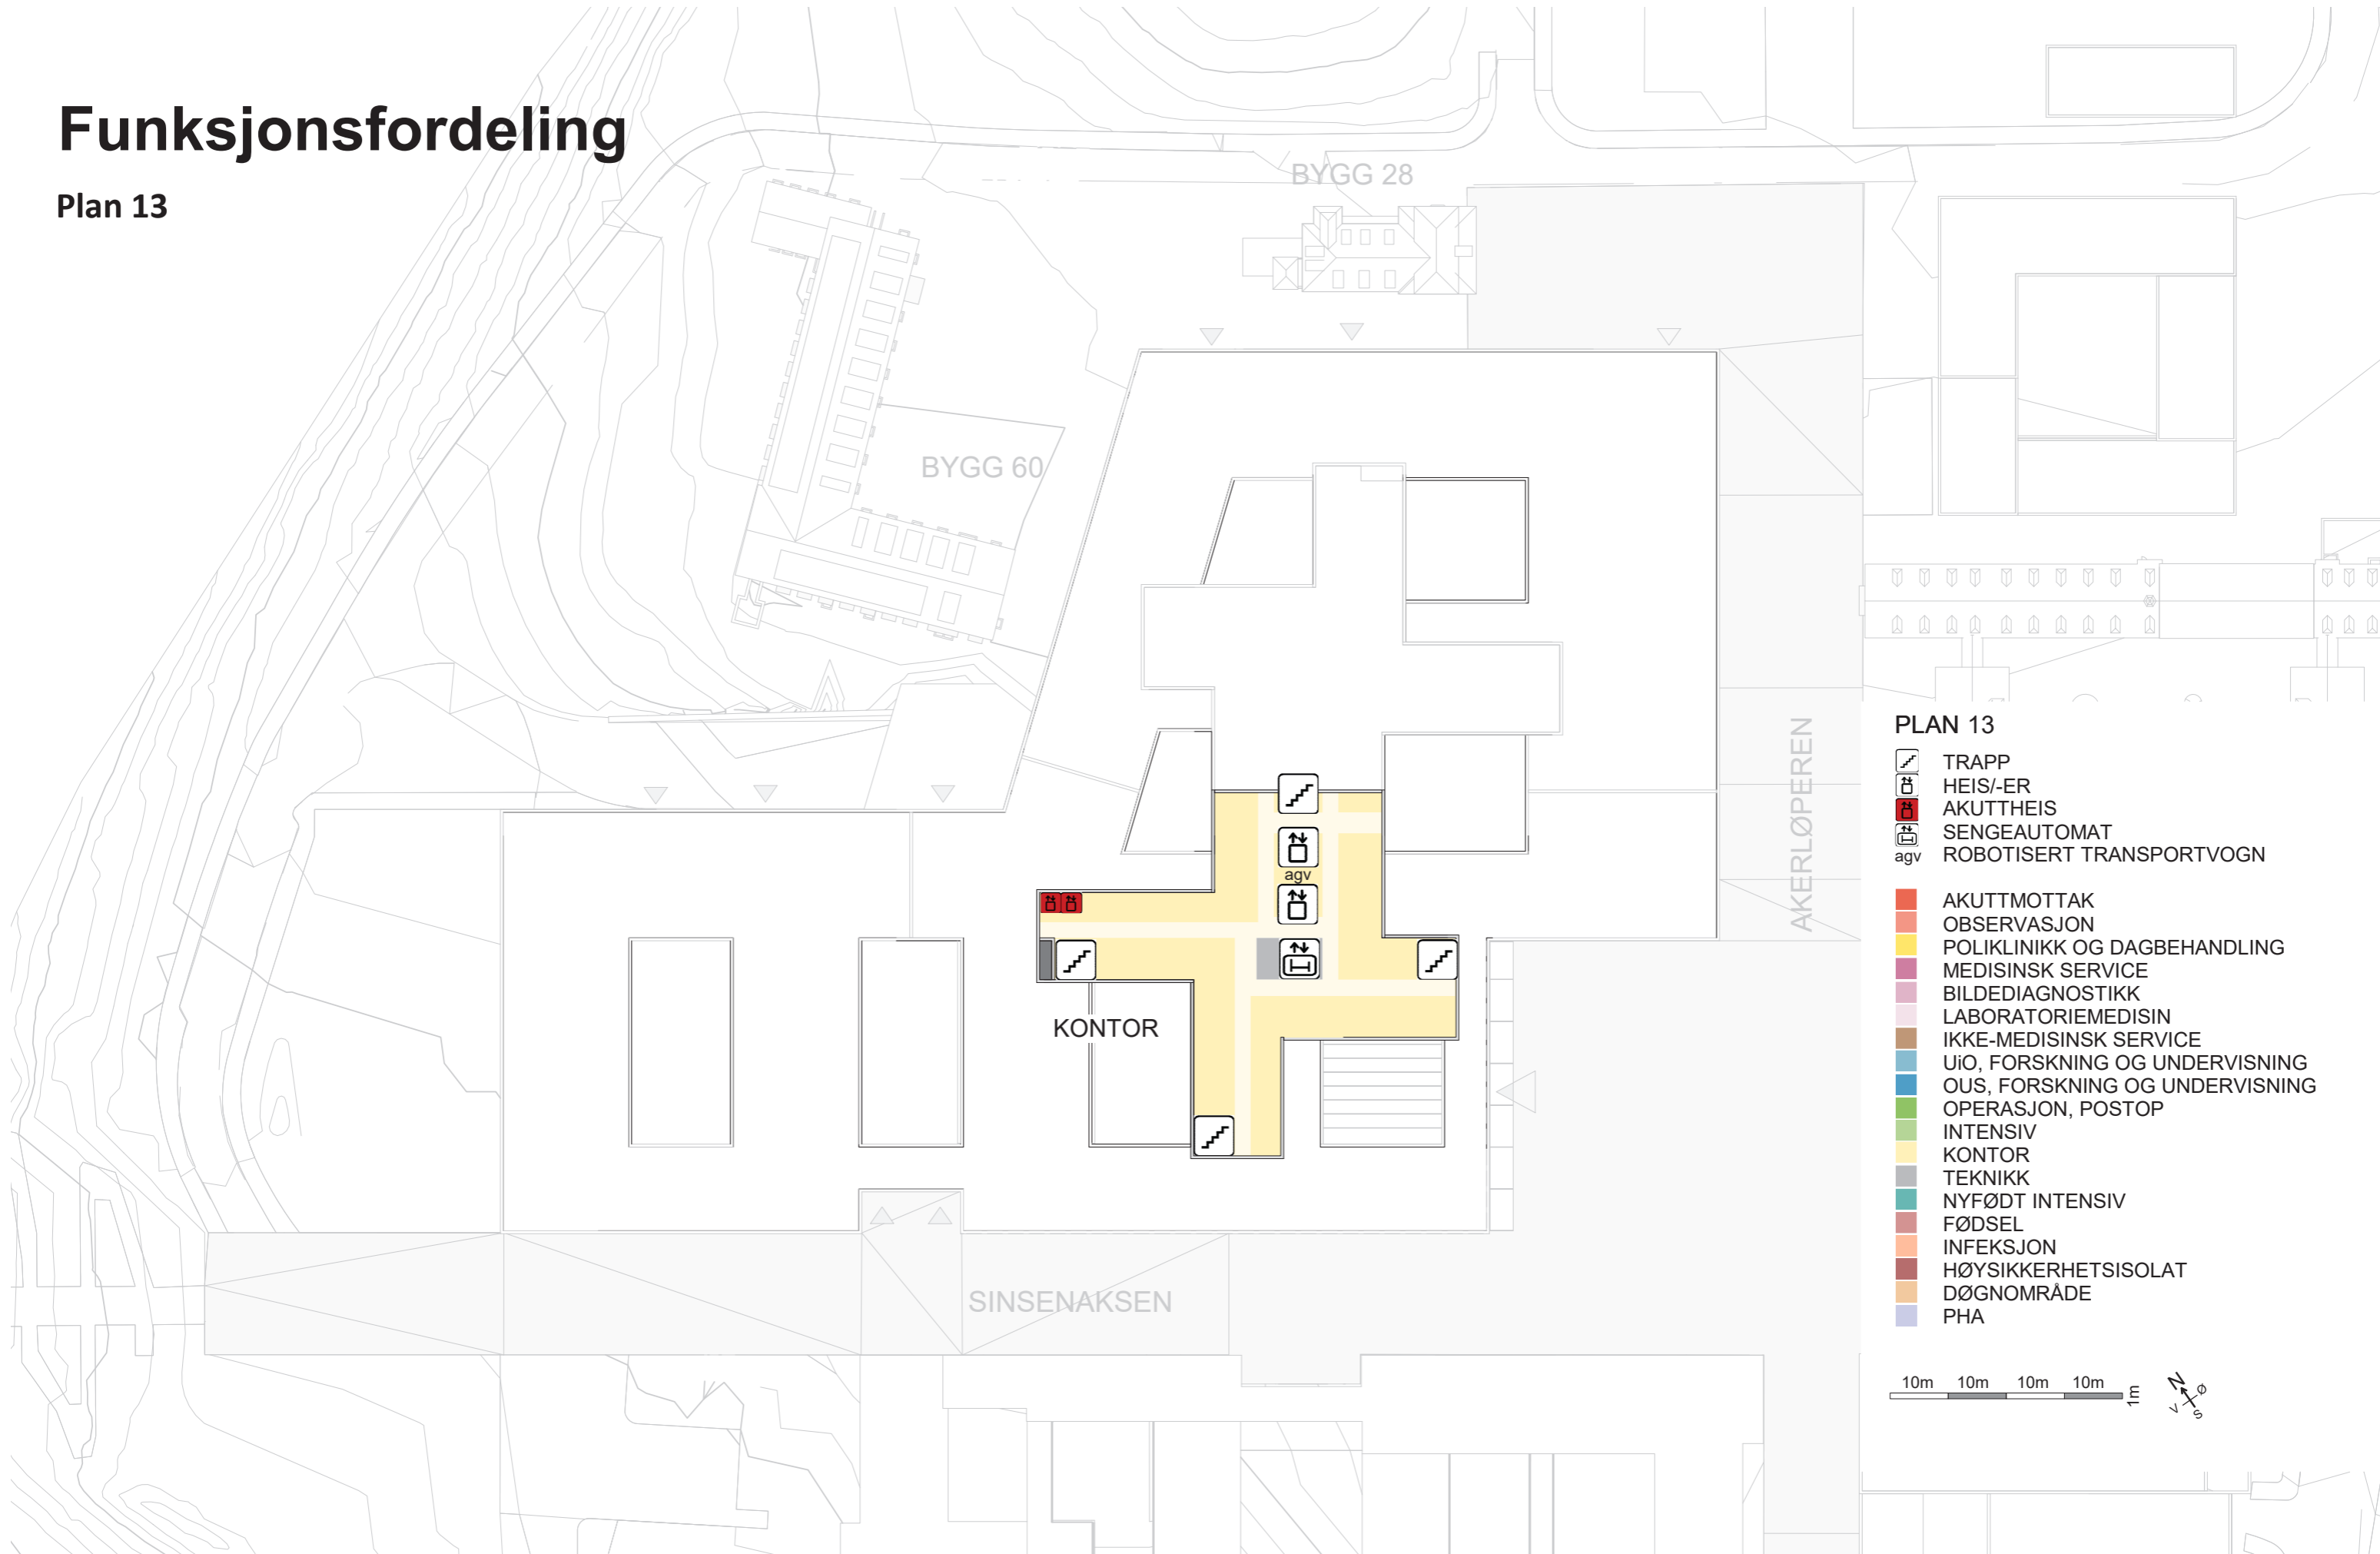 Funksjonsfordeling
Plan 13
BYGG 28
BYGG 60
AKERLØPEREN
agv
KONTOR
SINSENAKSEN
PLAN 13
TRAPP
HEIS/-ER
AKUTTHEIS
SENGEAUTOMAT
agv ROBOTISERT TRANSPORTVOGN
AKUTTMOTTAK
OBSERVASJON
POLIKLINIKK OG DAGBEHANDLING
MEDISINSK SERVICE
BILDEDIAGNOSTIKK
LABORATORIEMEDISIN
IKKE-MEDISINSK SERVICE
UiO, FORSKNING OG UNDERVISNING
OUS, FORSKNING OG UNDERVISNING
OPERASJON, POSTOP
INTENSIV
KONTOR
TEKNIKK
NYFØDT INTENSIV
FØDSEL
INFEKSJON
HØYSIKKERHETSISOLAT
DØGNOMRÅDE
PHA
10m 10m 10m 10m
1m
N
Ø
V
S